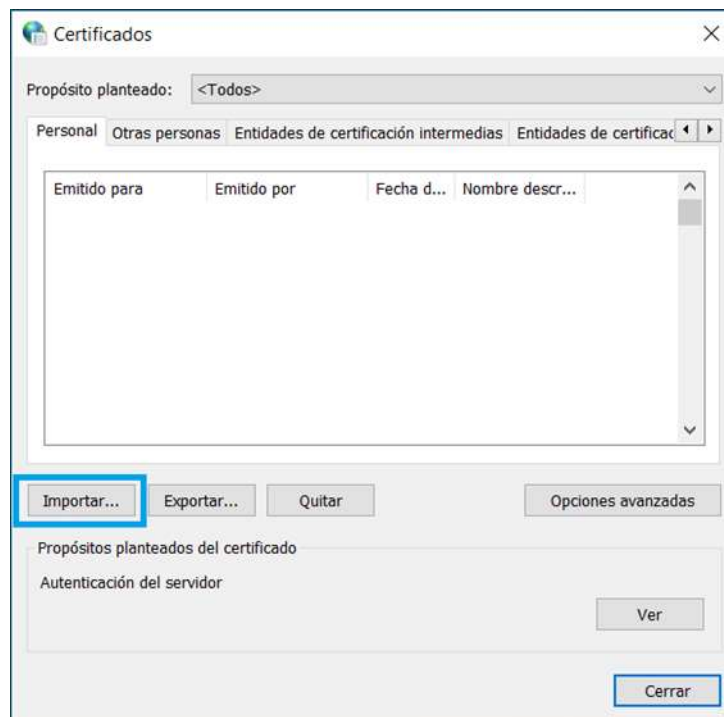 Certificados
Propósito planteado: <Todos>
Personal Otras personas Entidades de certificación intermedias Entidades de certificac
Emitido para Emitido por Fecha d... Nombre descr...
Importar... Exportar... Quitar Opciones avanzadas
Propósitos planteados del certificado
Autenticación del servidor
Ver
Cerrar